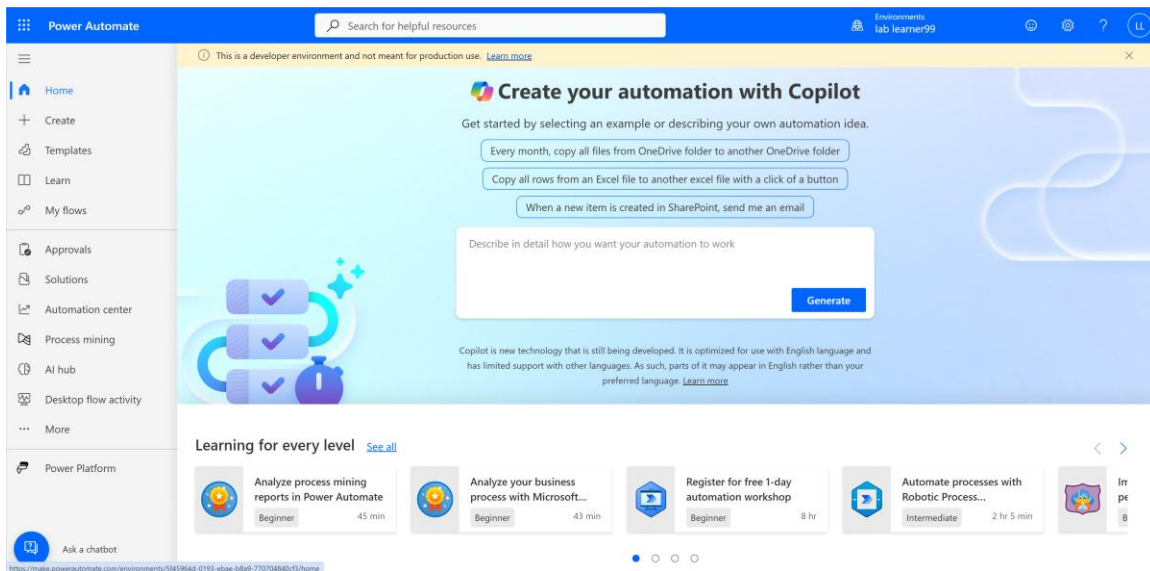 Power Automate
Search for helpful resources
Environments
lab learner99
?
LL
This is a developer environment and not meant for production use. Learn more
Home
Create
Templates
Learn
My flows
Approvals
Solutions
Automation center
Process mining
AI hub
Desktop flow activity
More
Power Platform
Ask a chatbot
Create your automation with Copilot
Get started by selecting an example or describing your own automation idea.
Every month, copy all files from OneDrive folder to another OneDrive folder
Copy all rows from an Excel file to another excel file with a click of a button
When a new item is created in SharePoint, send me an email
Describe in detail how you want your automation to work
Generate
Copilot is new technology that is still being developed. It is optimized for use with English language and
has limited support with other languages. As such, parts of it may appear in English rather than your
preferred language. Learn more
Learning for every level See all
Analyze process mining
reports in Power Automate
Beginner 45 min
Analyze your business
process with Microsoft...
Beginner 43 min
Register for free 1-day
automation workshop
Beginner 8 hr
Automate processes with
Robotic Process...
Intermediate 2 hr 5 min